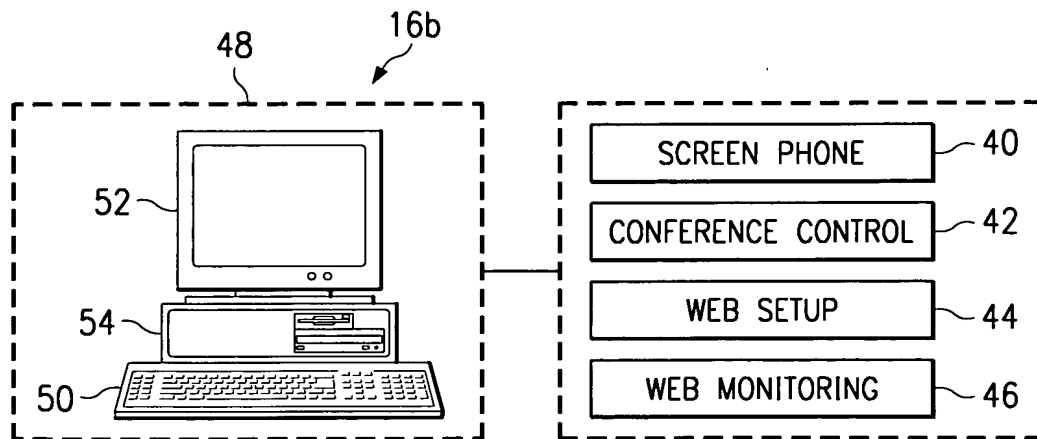 16b
48
52
54
50
SCREEN PHONE 40
CONFERENCE CONTROL 42
WEB SETUP 44
WEB MONITORING 46